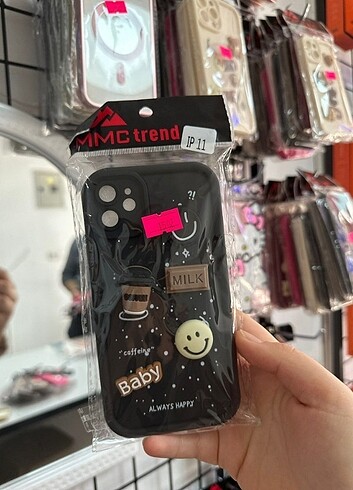 MMC trend
IP 11
?!
MILK
"caffeine"
Baby
ALWAYS HAPPY